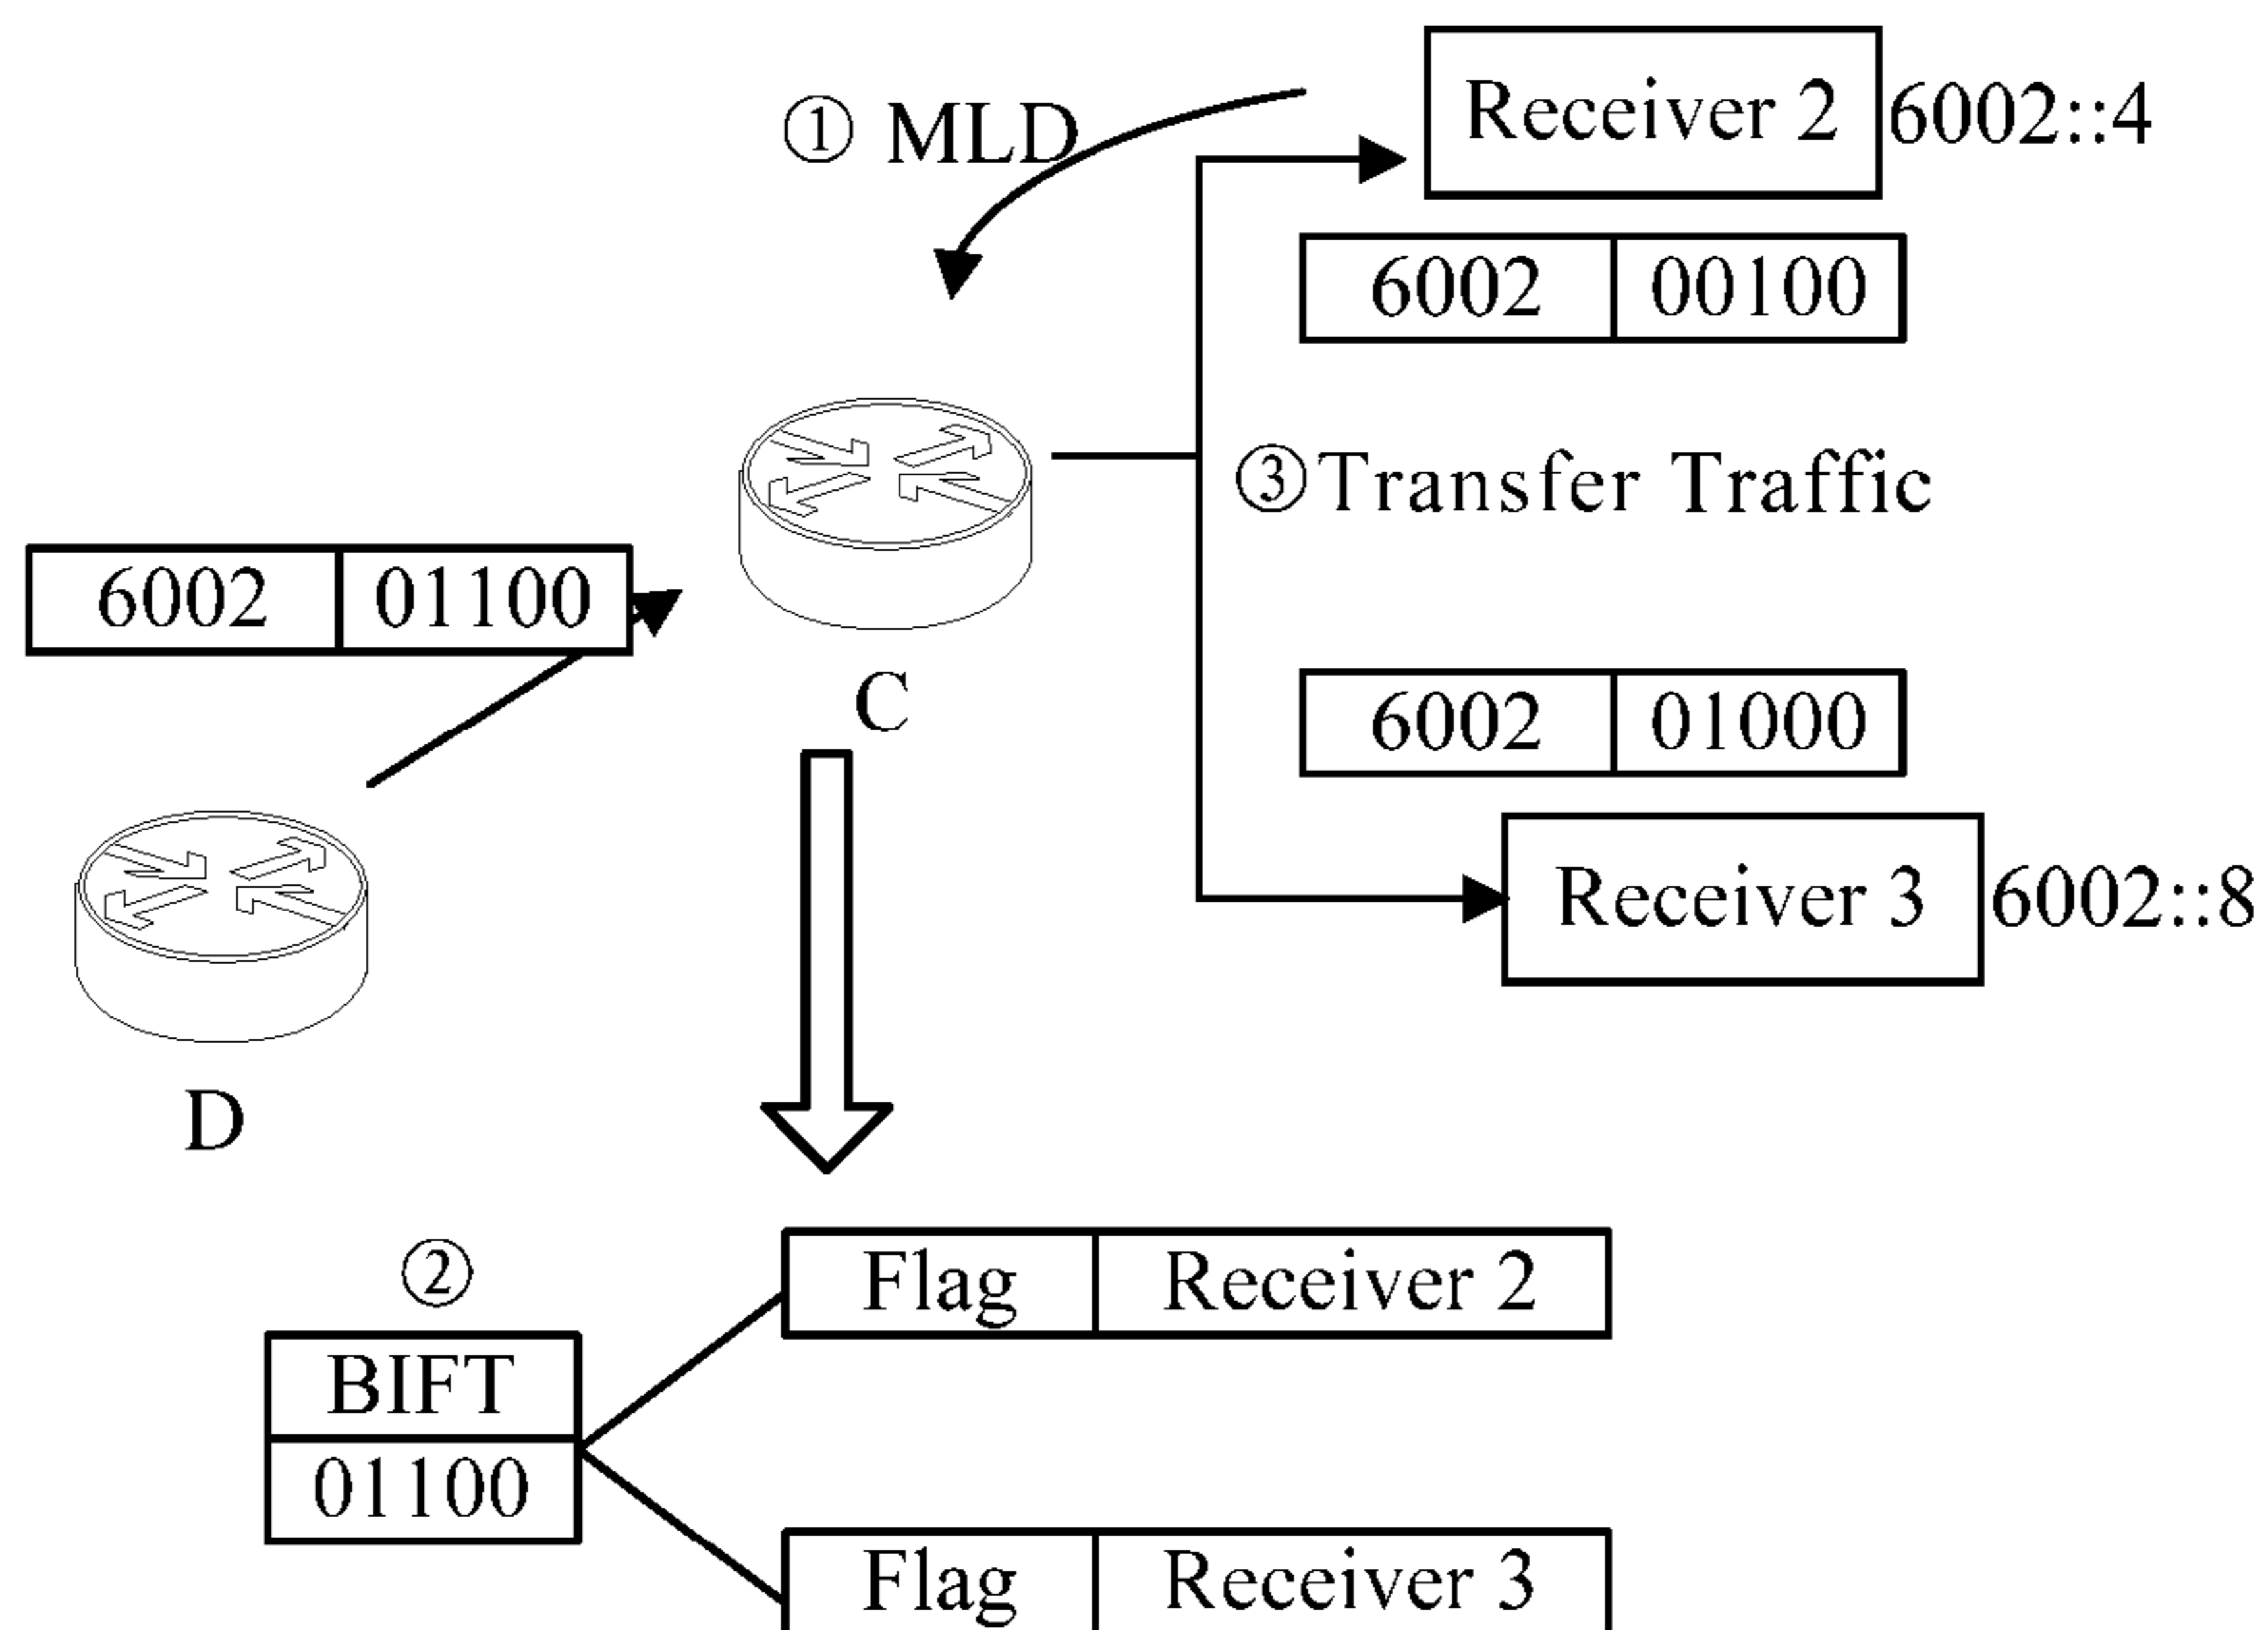 ① MLD
Receiver 2 6002::4
6002 00100
③Transfer Traffic
6002 01100
C
6002 01000
Receiver 3 6002::8
D
②
Flag Receiver 2
BIFT
01100
Flag Receiver 3